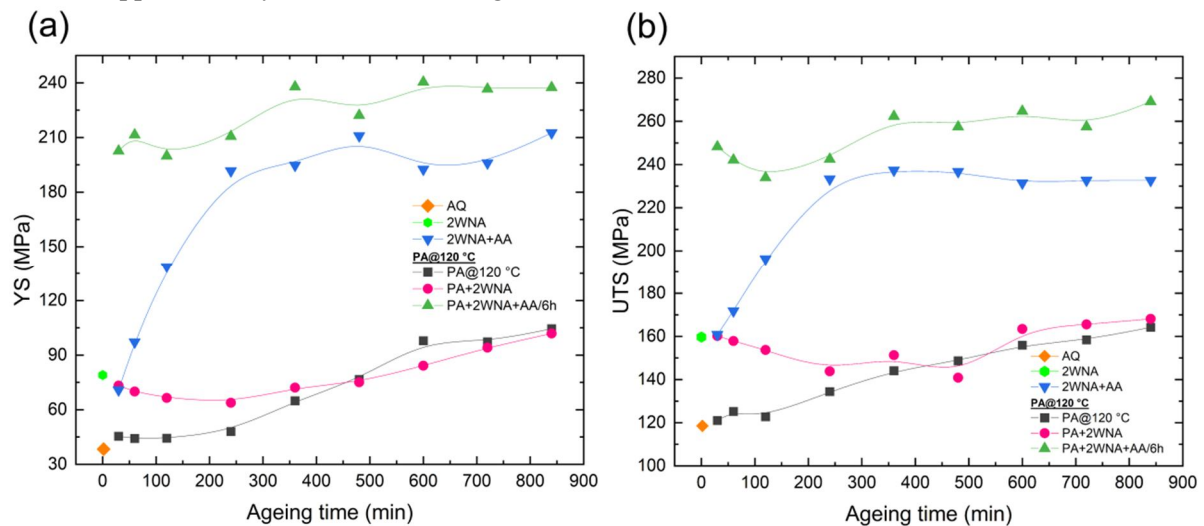 (a)
240
210
180
150
120
90
60
30
YS (MPa)
AQ
2WNA
2WNA+AA
PA@120 °C
PA@120 °C
PA+2WNA
PA+2WNA+AA/6h
0 100 200 300 400 500 600 700 800 900
Ageing time (min)
(b)
280
260
240
220
200
180
160
140
120
100
UTS (MPa)
AQ
2WNA
2WNA+AA
PA@120 °C
PA@120 °C
PA+2WNA
PA+2WNA+AA/6h
0 100 200 300 400 500 600 700 800 900
Ageing time (min)